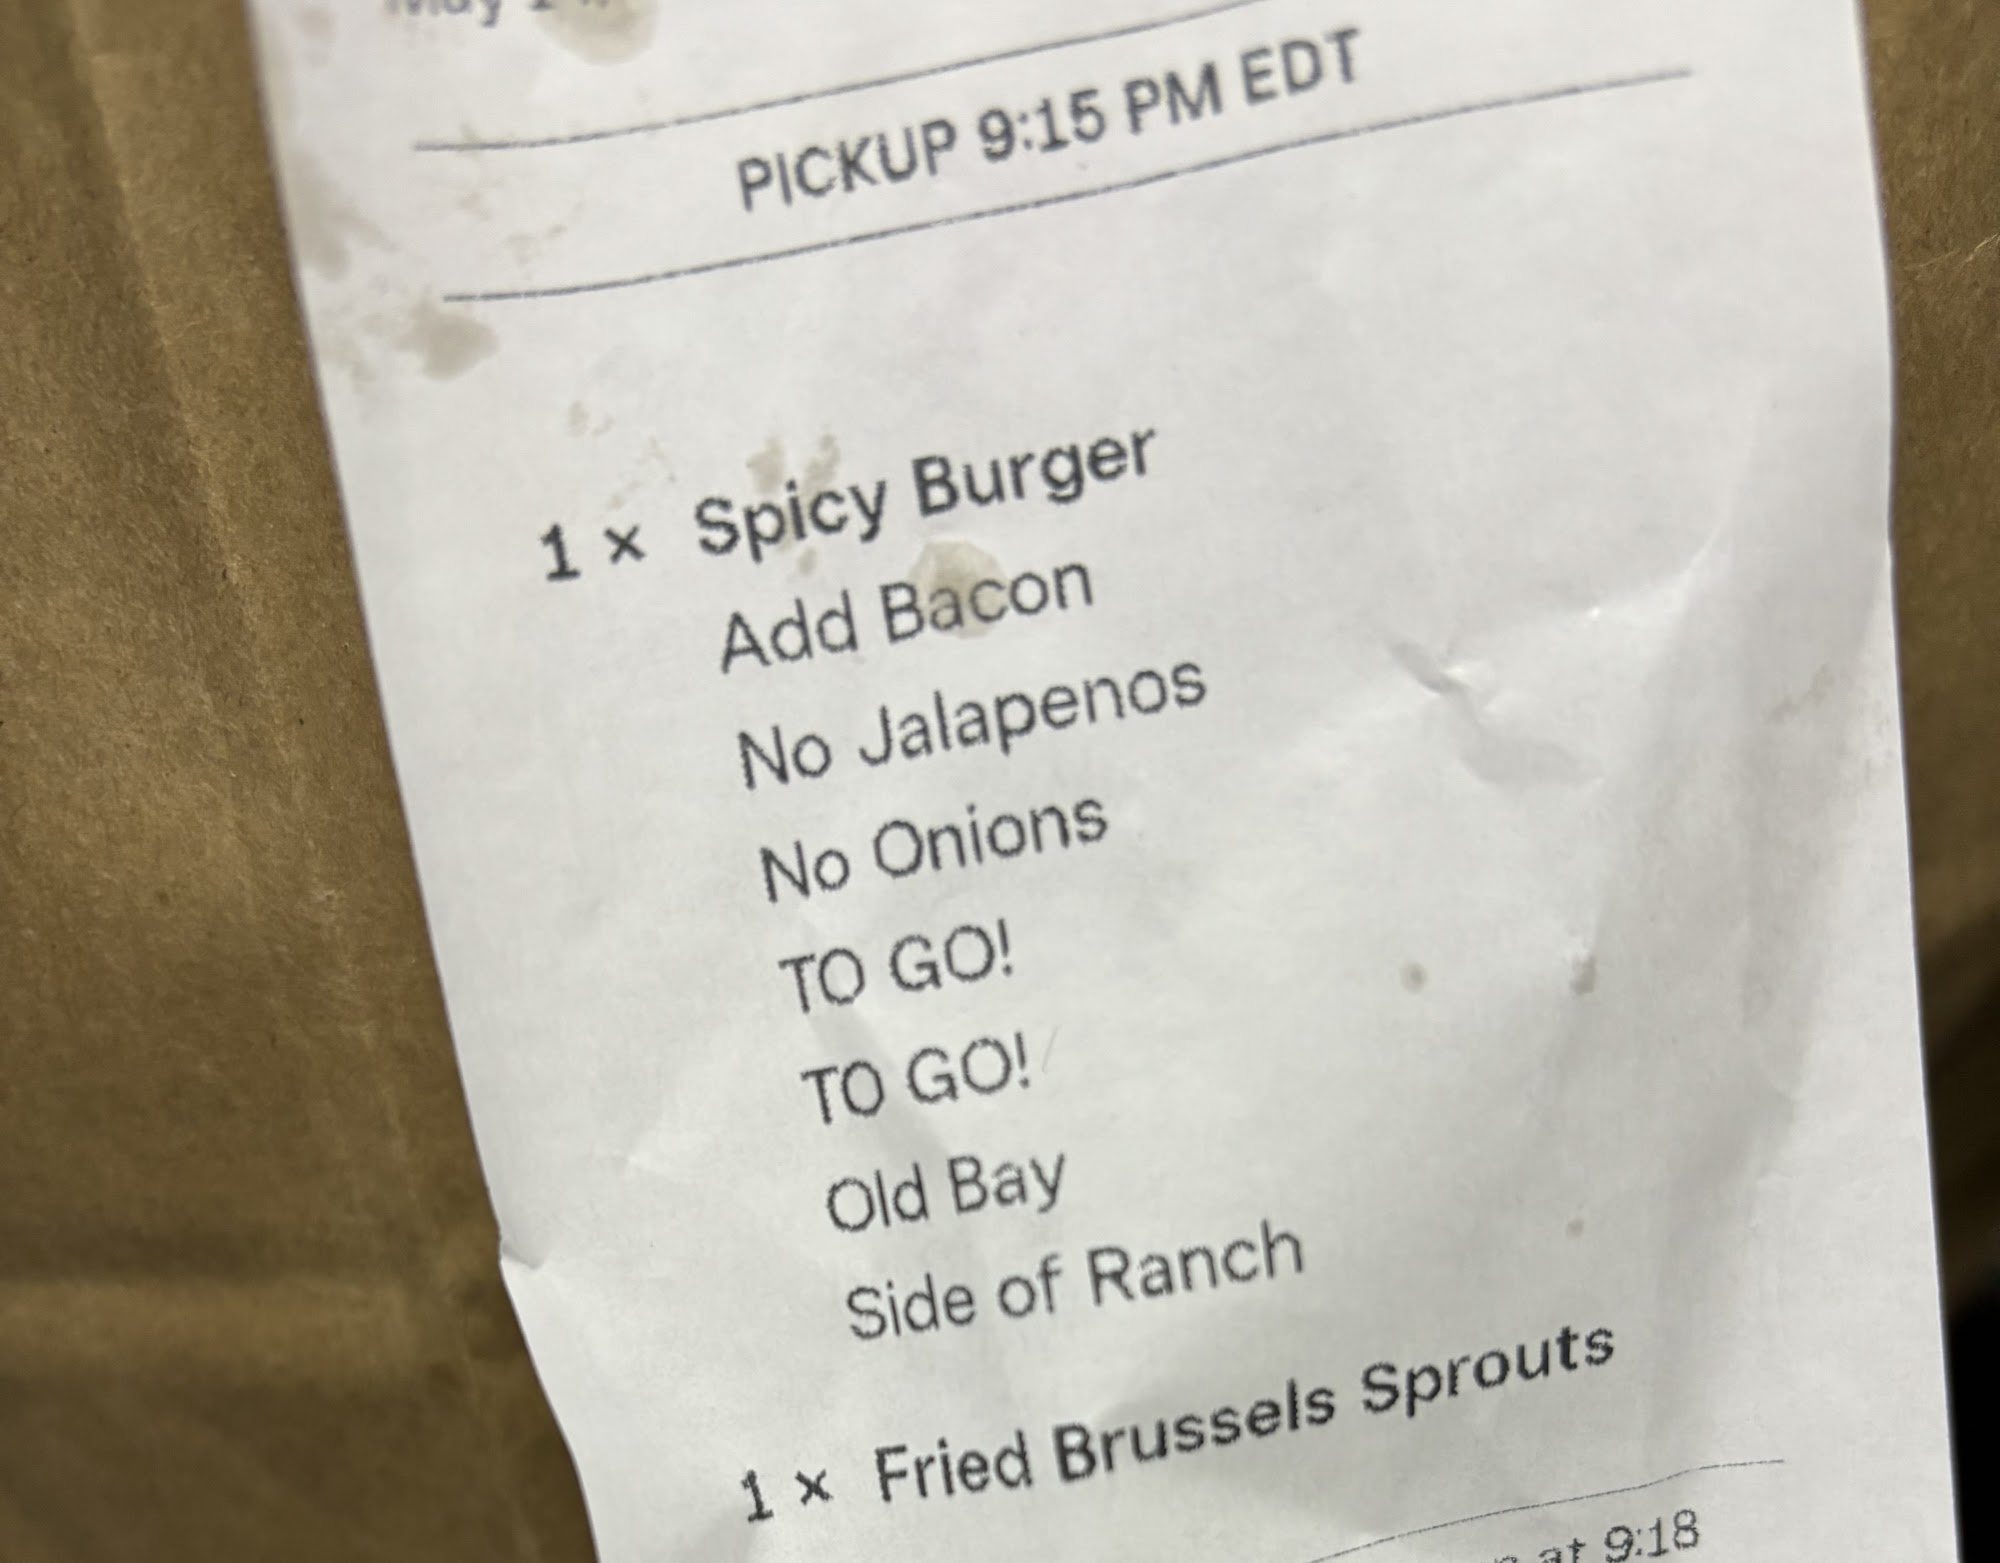 May
PICKUP 9:15 PM EDT
1 × Spicy Burger
Add Bacon
No Jalapenos
No Onions
TO GO!
TO GO!
Old Bay
Side of Ranch
1 × Fried Brussels Sprouts
at 9:18